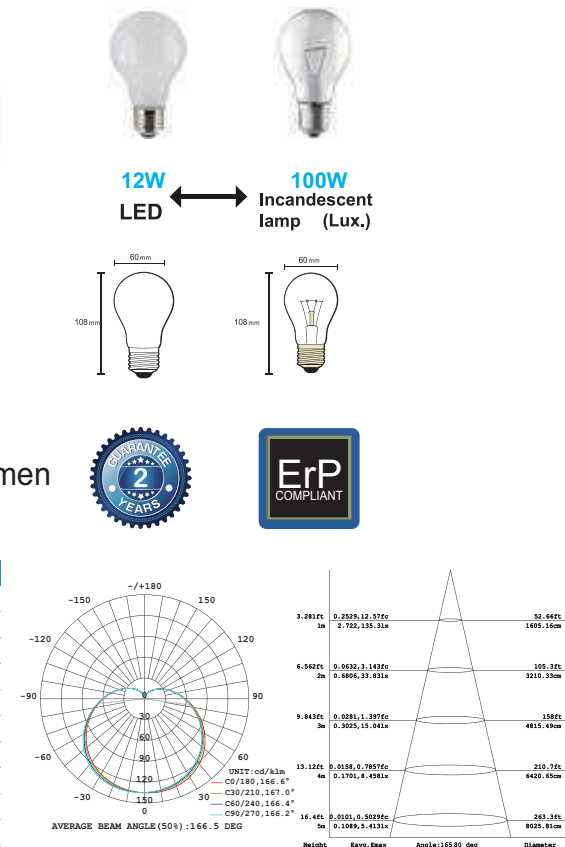 12W
100W
LED
Incandescent
lamp (Lux.)
60mm
60mm
108mm
108mm
men
GUARANTEE
2
YEARS
ErP
COMPLIANT
-/+180
-150
150
-120
120
-90
0
90
30
60
-60
90
60
120
-30
150
30
0
UNIT:cd/klm
C0/180,166.6°
C30/210,167.0°
C60/240,166.4°
C90/270,166.2°
AVERAGE BEAM ANGLE(50%):166.5 DEG
3.281ft 0.2529,12.57fc 52.66ft
1m 2.722,135.3lx 1605.16cm
6.562ft 0.0632,3.143fc 105.3ft
2m 0.6806,33.83lx 3210.33cm
9.843ft 0.0281,1.397fc 158ft
3m 0.3025,15.04lx 4815.49cm
13.12ft 0.0158,0.7857fc 210.7ft
4m 0.1701,8.458lx 6420.65cm
16.4ft 0.0101,0.5029fc 263.3ft
5m 0.1089,5.413lx 8025.81cm
Height Eavg,Emax Angle:165.80 deg Diameter